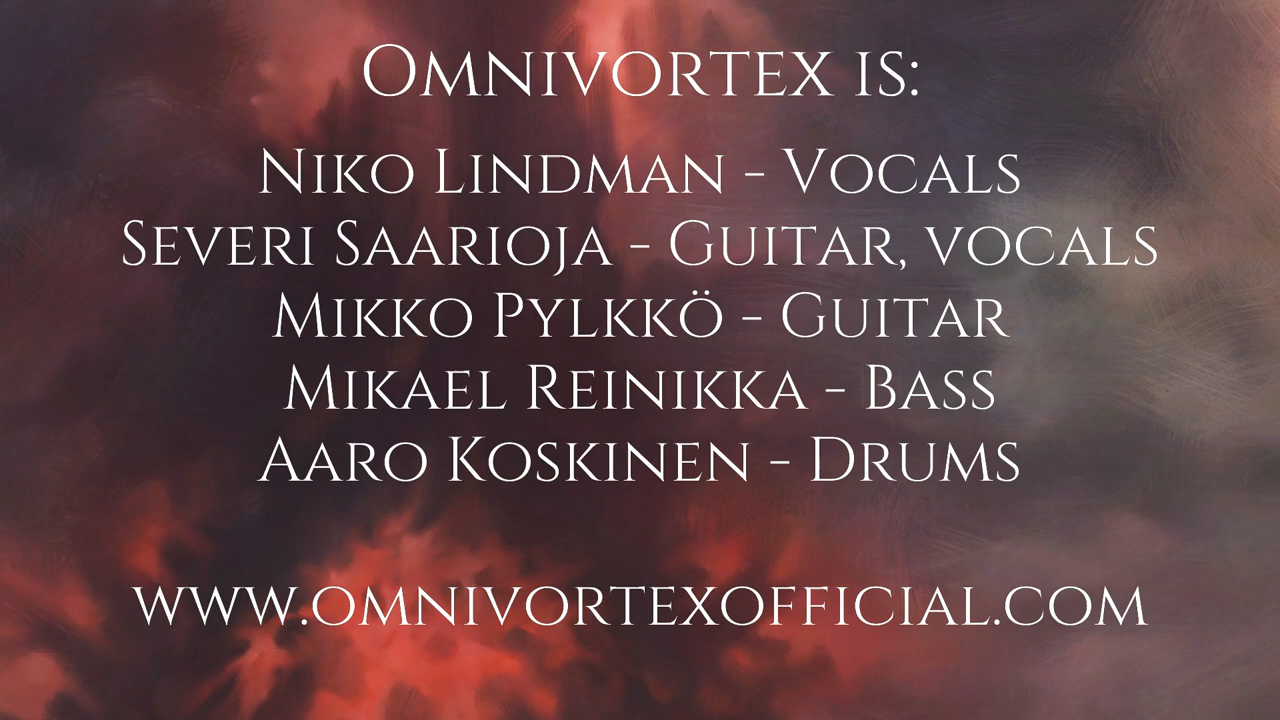 Omnivortex is:
Niko Lindman - Vocals
Severi Saarioja - Guitar, vocals
Mikko Pylkkö - Guitar
Mikael Reinikka - Bass
Aaro Koskinen - Drums
www.omnivortexofficial.com